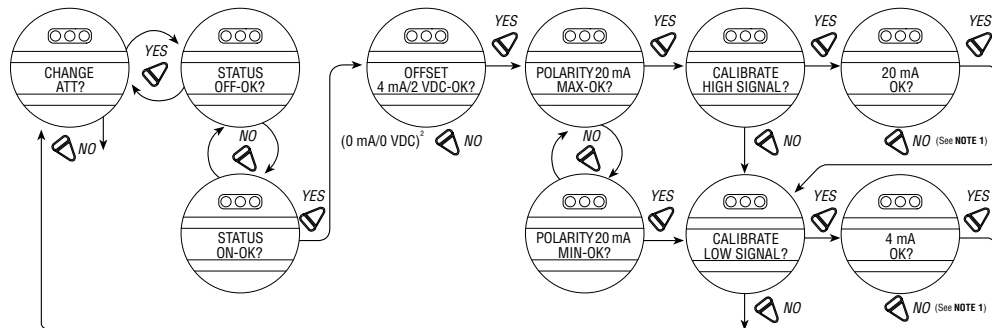 YES
CHANGE
ATT?
NO
STATUS
OFF-OK?
NO
STATUS
ON-OK?
YES
OFFSET
4 mA/2 VDC-OK?
(0 mA/0 VDC)²
NO
YES
POLARITY 20 mA
MAX-OK?
NO
POLARITY 20 mA
MIN-OK?
YES
YES
CALIBRATE
HIGH SIGNAL?
NO
YES
20 mA
OK?
NO (See NOTE 1)
YES
CALIBRATE
LOW SIGNAL?
NO
YES
4 mA
OK?
NO (See NOTE 1)
YES